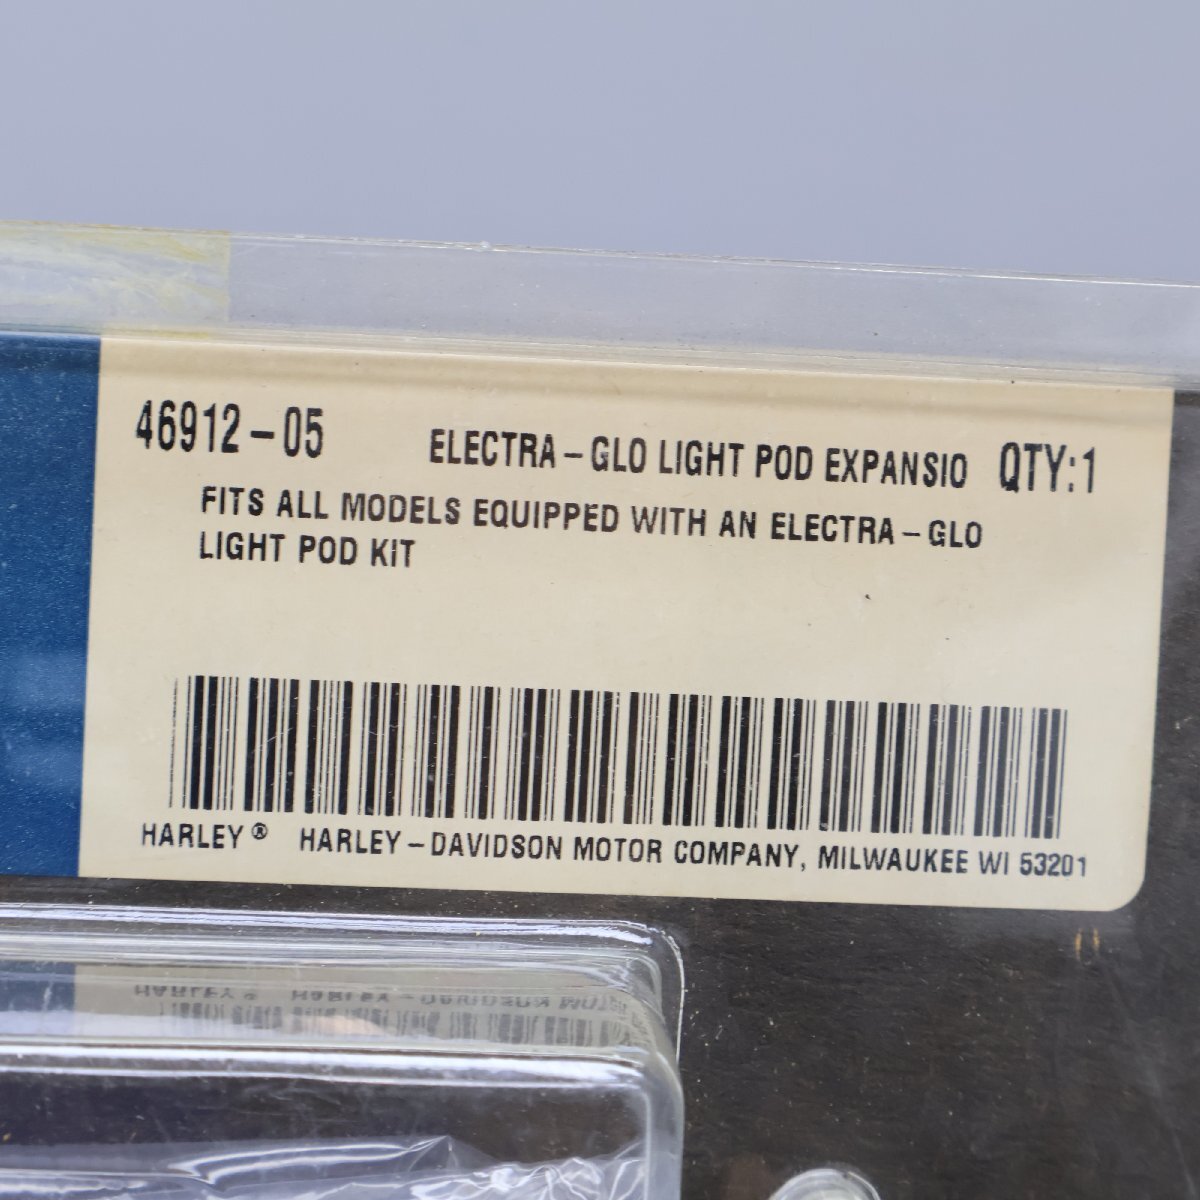 46912-05 ELECTRA-GLO LIGHT POD EXPANSIO QTY:1
FITS ALL MODELS EQUIPPED WITH AN ELECTRA-GLO
LIGHT POD KIT
HARLEY® HARLEY-DAVIDSON MOTOR COMPANY, MILWAUKEE WI 53201